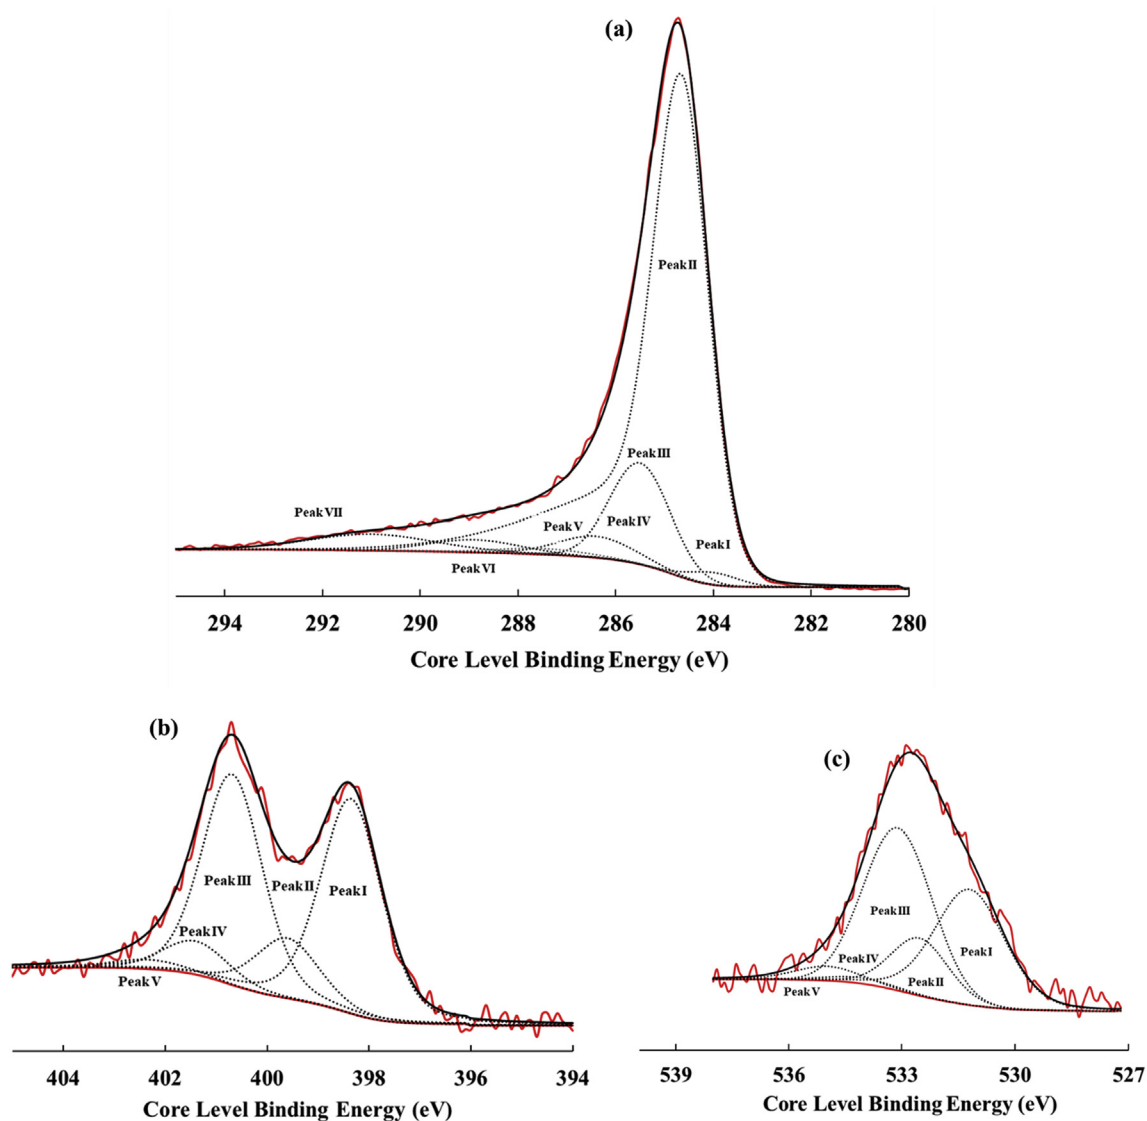 (a)
Peak II
Peak III
Peak VII
Peak V
Peak IV
Peak I
Peak VI
294 292 290 288 286 284 282 280
Core Level Binding Energy (eV)
(b)
Peak III
Peak II
Peak I
Peak IV
Peak V
404 402 400 398 396 394
Core Level Binding Energy (eV)
(c)
Peak III
Peak I
Peak IV
Peak II
Peak V
539 536 533 530 527
Core Level Binding Energy (eV)